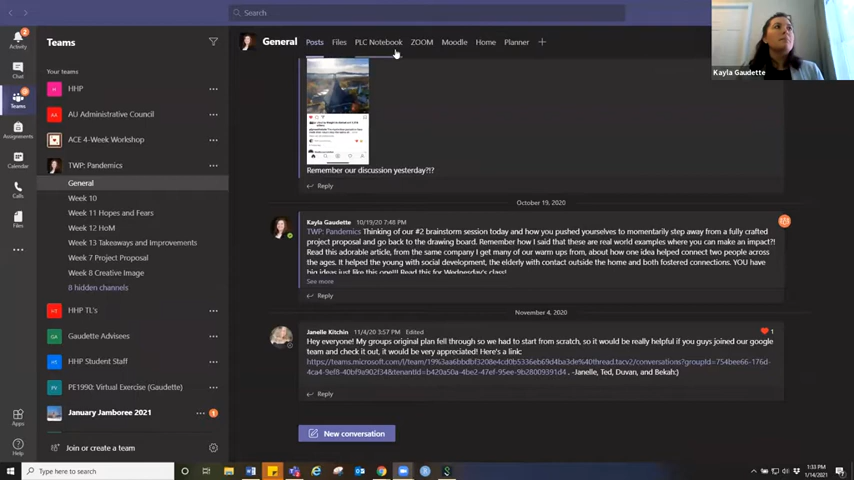 Search
Kayla Gaudette
Activity
Chat
Teams
Assignments
Calendar
Calls
Files
Apps
Help
Teams
Your teams
HHP
AU Administrative Council
ACE 4-Week Workshop
TWP: Pandemics
General
Week 10
Week 11 Hopes and Fears
Week 12 HoM
Week 13 Takeaways and Improvements
Week 7 Project Proposal
Week 8 Creative Image
8 hidden channels
HHP TL's
Gaudette Advisees
HHP Student Staff
PE1990: Virtual Exercise (Gaudette)
January Jamboree 2021
1
Join or create a team
General Posts Files PLC Notebook ZOOM Moodle Home Planner
Remember our discussion yesterday?!?
Reply
October 19, 2020
Kayla Gaudette 10/19/20 7:48 PM
TWP: Pandemics Thinking of our #2 brainstorm session today and how you pushed yourselves to momentarily step away from a fully crafted
project proposal and go back to the drawing board. Remember how I said that these are real world examples where you can make an impact?!
Read this adorable article, from the same company I get many of our warm ups from, about how one idea helped connect two people across
the ages. It helped the young with social development, the elderly with contact outside the home and both fostered connections. YOU have
big ideas just like this one!! Read this for Wednesday's class!
See more
Reply
November 4, 2020
Janelle Kitchin 11/4/20 3:57 PM Edited
1
Hey everyone! My groups original plan fell through so we had to start from scratch, so it would be really helpful if you guys joined our google
team and check it out, it would be very appreciated! Here's a link:
. -Janelle, Ted, Duvan, and Bekah:)
Reply
New conversation
Type here to search
1:33 PM
1/14/2021